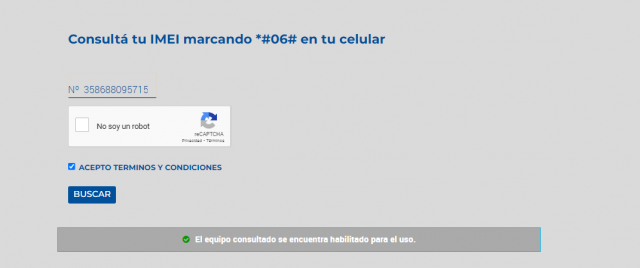 Consultá tu IMEI marcando *#06# en tu celular
Nº 358688095715
No soy un robot
reCAPTCHA
Privacidad - Términos
ACEPTO TERMINOS Y CONDICIONES
BUSCAR
El equipo consultado se encuentra habilitado para el uso.